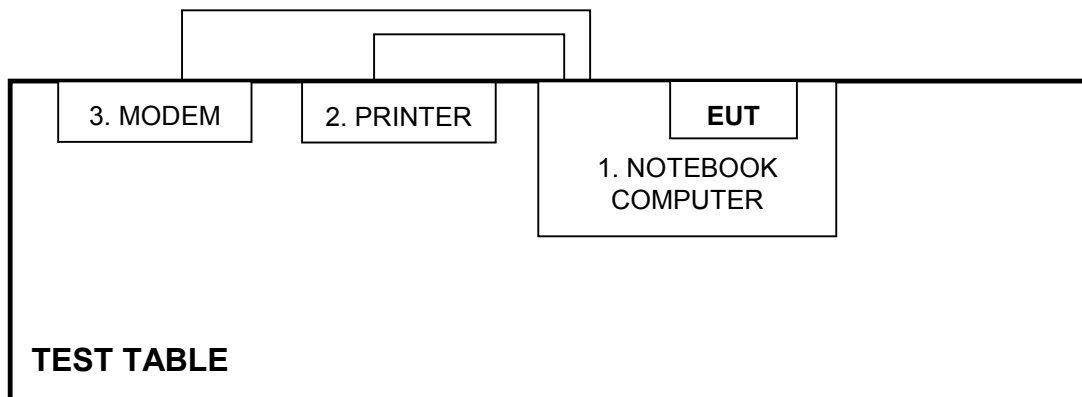 3. MODEM
2. PRINTER
EUT
1. NOTEBOOK
COMPUTER
TEST TABLE